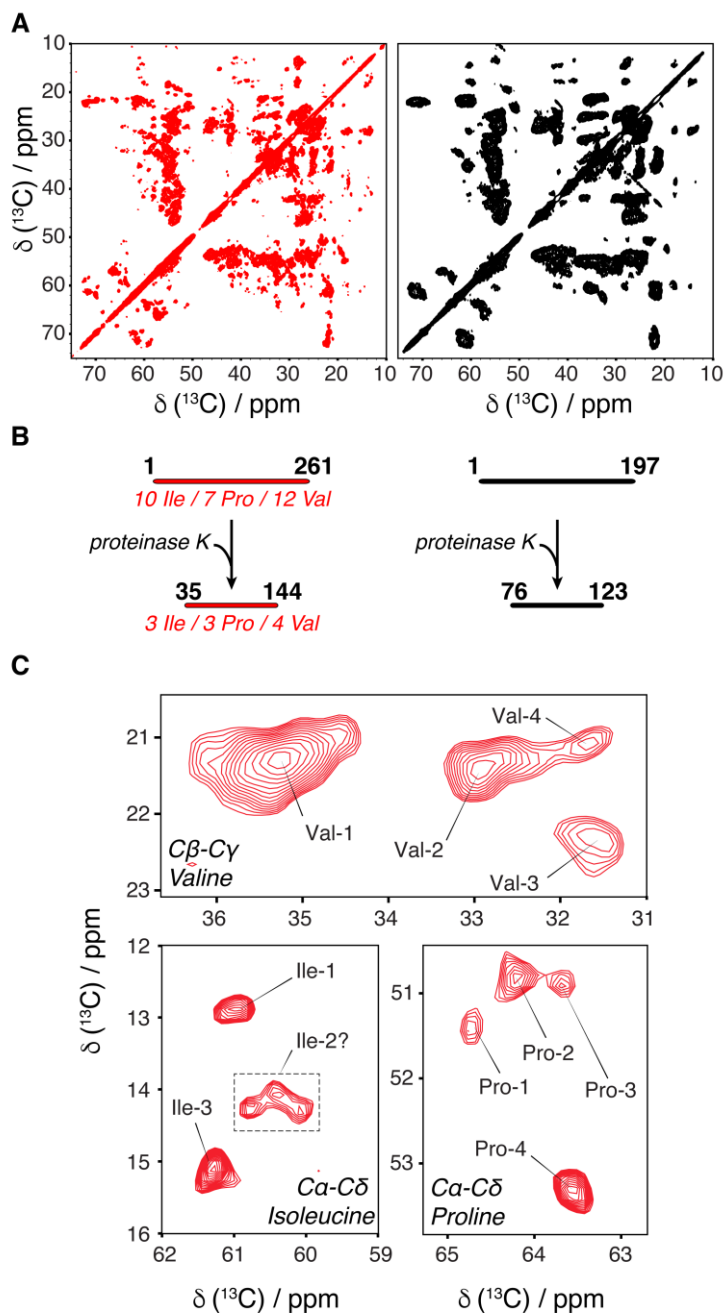 A
10
20
30
40
50
60
70
δ (¹³C) / ppm
70 60 50 40 30 20 10
δ (¹³C) / ppm
70 60 50 40 30 20 10
δ (¹³C) / ppm
B
1 261
10 Ile / 7 Pro / 12 Val
proteinase K
35 144
3 Ile / 3 Pro / 4 Val
1 197
proteinase K
76 123
C
21
22
23
Val-1
Val-2
Val-3
Val-4
Cβ-Cγ
Valine
36 35 34 33 32 31
δ (¹³C) / ppm
12
13
14
15
16
Ile-1
Ile-2?
Ile-3
Cα-Cδ
Isoleucine
62 61 60 59
δ (¹³C) / ppm
51
52
53
Pro-1
Pro-2
Pro-3
Pro-4
Cα-Cδ
Proline
65 64 63
δ (¹³C) / ppm